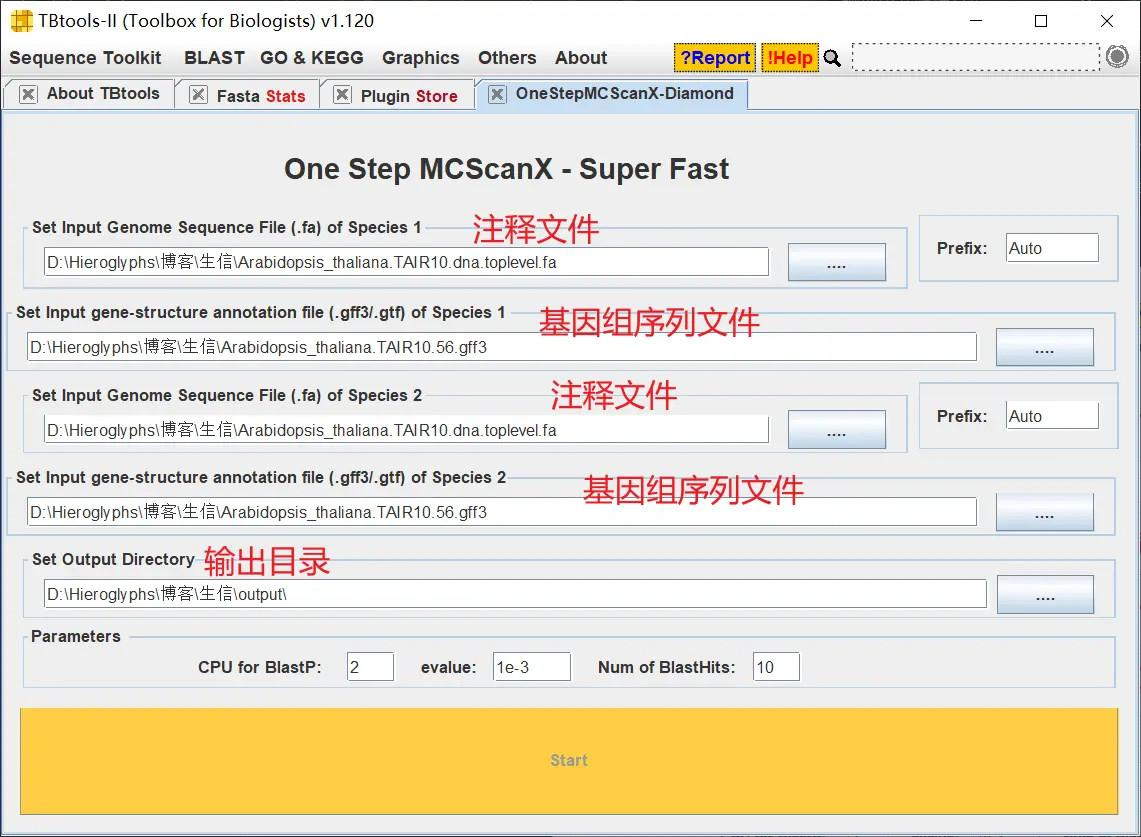 TBtools-II (Toolbox for Biologists) v1.120
Sequence Toolkit BLAST GO & KEGG Graphics Others About ?Report !Help
About TBtools Fasta Stats Plugin Store OneStepMCScanX-Diamond
One Step MCScanX - Super Fast
Set Input Genome Sequence File (.fa) of Species 1 注释文件
D:\Hieroglyphs\博客\生信\Arabidopsis_thaliana.TAIR10.dna.toplevel.fa .... Prefix: Auto
Set Input gene-structure annotation file (.gff3/.gtf) of Species 1 基因组序列文件
D:\Hieroglyphs\博客\生信\Arabidopsis_thaliana.TAIR10.56.gff3 ....
Set Input Genome Sequence File (.fa) of Species 2 注释文件
D:\Hieroglyphs\博客\生信\Arabidopsis_thaliana.TAIR10.dna.toplevel.fa .... Prefix: Auto
Set Input gene-structure annotation file (.gff3/.gtf) of Species 2 基因组序列文件
D:\Hieroglyphs\博客\生信\Arabidopsis_thaliana.TAIR10.56.gff3 ....
Set Output Directory 输出目录
D:\Hieroglyphs\博客\生信\output\ ....
Parameters
CPU for BlastP: 2 evalue: 1e-3 Num of BlastHits: 10
Start